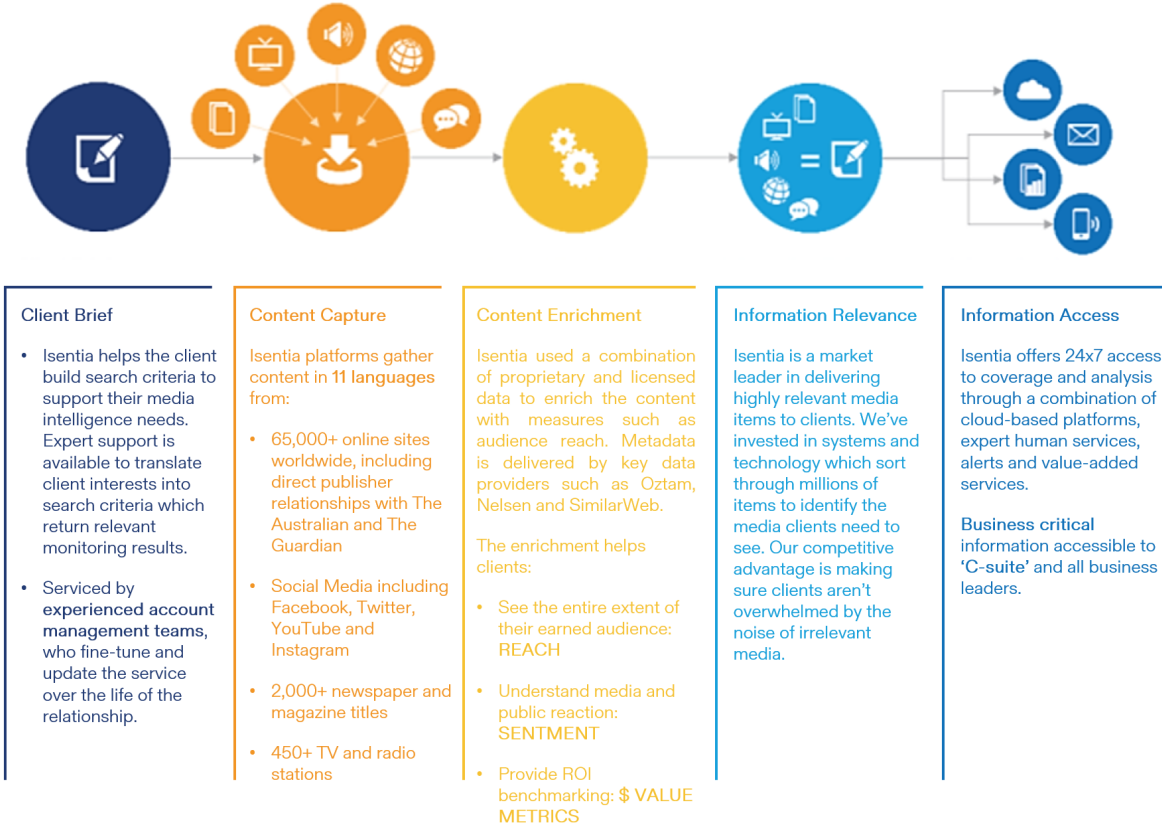 Client Brief
• Isentia helps the client
build search criteria to
support their media
intelligence needs.
Expert support is
available to translate
client interests into
search criteria which
return relevant
monitoring results.
• Serviced by
experienced account
management teams,
who fine-tune and
update the service
over the life of the
relationship.
Content Capture
Isentia platforms gather
content in 11 languages
from:
• 65,000+ online sites
worldwide, including
direct publisher
relationships with The
Australian and The
Guardian
• Social Media including
Facebook, Twitter,
YouTube and
Instagram
• 2,000+ newspaper and
magazine titles
• 450+ TV and radio
stations
Content Enrichment
Isentia used a combination
of proprietary and licensed
data to enrich the content
with measures such as
audience reach. Metadata
is delivered by key data
providers such as Oztam,
Nelsen and SimilarWeb.
The enrichment helps
clients:
• See the entire extent of
their earned audience:
REACH
• Understand media and
public reaction:
SENTMENT
• Provide ROI
benchmarking: $ VALUE
METRICS
Information Relevance
Isentia is a market
leader in delivering
highly relevant media
items to clients. We’ve
invested in systems and
technology which sort
through millions of
items to identify the
media clients need to
see. Our competitive
advantage is making
sure clients aren’t
overwhelmed by the
noise of irrelevant
media.
Information Access
Isentia offers 24x7 access
to coverage and analysis
through a combination of
cloud-based platforms,
expert human services,
alerts and value-added
services.
Business critical
information accessible to
‘C-suite’ and all business
leaders.